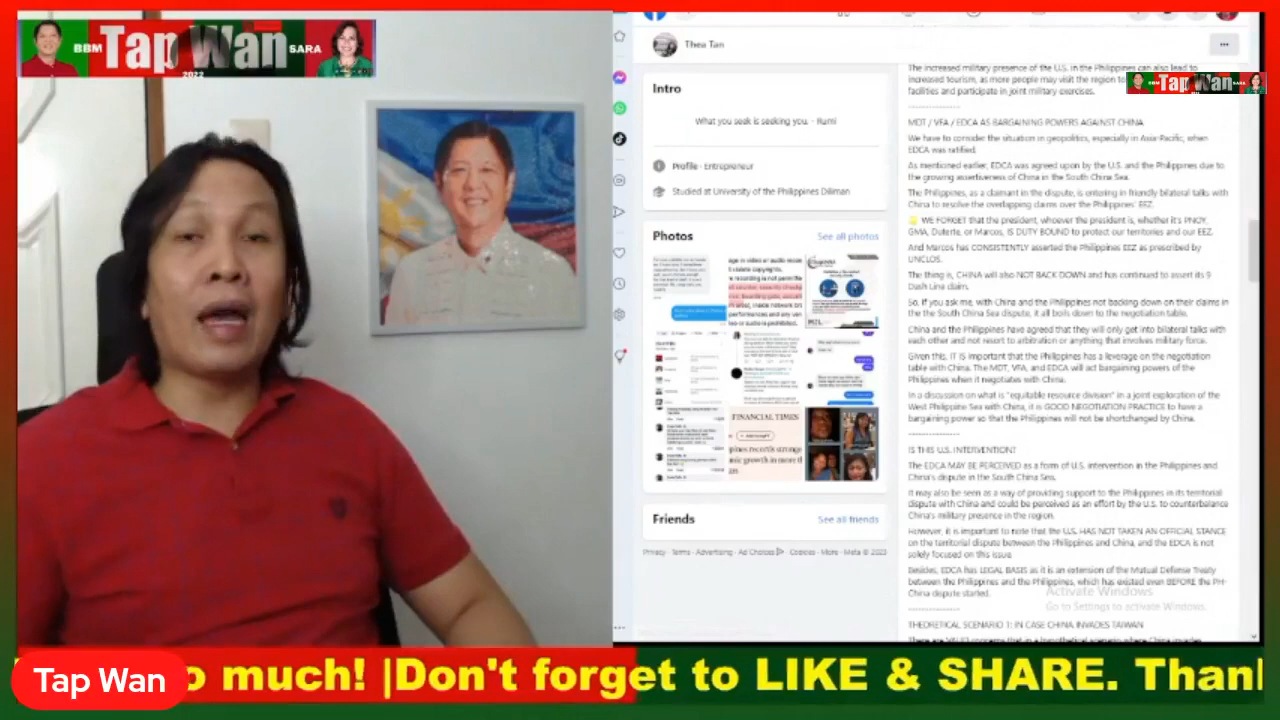 BBM Tap Wan SARA
2022
Thea Tan
Intro
What you seek is seeking you. - Rumi
Profile · Entrepreneur
Studied at University of the Philippines Diliman
Photos
See all photos
FINANCIAL TIMES
Friends
See all friends
Privacy · Terms · Advertising · Ad Choices · Cookies · More · Meta © 2023
The increased military presence of the U.S. in the Philippines can also lead to
increased tourism, as more people may visit the region to
facilities and participate in joint military exercises.
BBM Tap Wan
MDT / VFA / EDCA AS BARGAINING POWERS AGAINST CHINA
We have to consider the situation in geopolitics, especially in Asia-Pacific, when
EDCA was ratified.
As mentioned earlier, EDCA was agreed upon by the U.S. and the Philippines due to
the growing assertiveness of China in the South China Sea.
The Philippines, as a claimant in the dispute, is entering in friendly bilateral talks with
China to resolve the overlapping claims over the Philippines' EEZ.
WE FORGET that the president, whoever the president is, whether it's PNOY,
GMA, Duterte, or Marcos, IS DUTY BOUND to protect our territories and our EEZ.
And Marcos has CONSISTENTLY asserted the Philippines EEZ as prescribed by
UNCLOS.
The thing is, CHINA will also NOT BACK DOWN and has continued to assert its 9
Dash Line claim.
So, if you ask me, with China and the Philippines not backing down on their claims in
the the South China Sea dispute, it all boils down to the negotiation table.
China and the Philippines have agreed that they will only get into bilateral talks with
each other and not resort to arbitration or anything that involves military force.
Given this, IT IS important that the Philippines has a leverage on the negotiation
table with China. The MDT, VFA, and EDCA will act bargaining powers of the
Philippines when it negotiates with China.
In a discussion on what is "equitable resource division" in a joint exploration of the
West Philippine Sea with China, it is GOOD NEGOTIATION PRACTICE to have a
bargaining power so that the Philippines will not be shortchanged by China.
IS THIS U.S. INTERVENTION?
The EDCA MAY BE PERCEIVED as a form of U.S. intervention in the Philippines and
China's dispute in the South China Sea.
It may also be seen as a way of providing support to the Philippines in its territorial
dispute with China and could be perceived as an effort by the U.S. to counterbalance
China's military presence in the region.
However, it is important to note that the U.S. HAS NOT TAKEN AN OFFICIAL STANCE
on the territorial dispute between the Philippines and China, and the EDCA is not
solely focused on this issue.
Besides, EDCA has LEGAL BASIS as it is an extension of the Mutual Defense Treaty
between the Philippines and the Philippines, which has existed even BEFORE the PH-
China dispute started.
Activate Windows
Go to Settings to activate Windows.
THEORETICAL SCENARIO 1: IN CASE CHINA INVADES TAIWAN
Tap Wan
o much! |Don't forget to LIKE & SHARE. Thanl